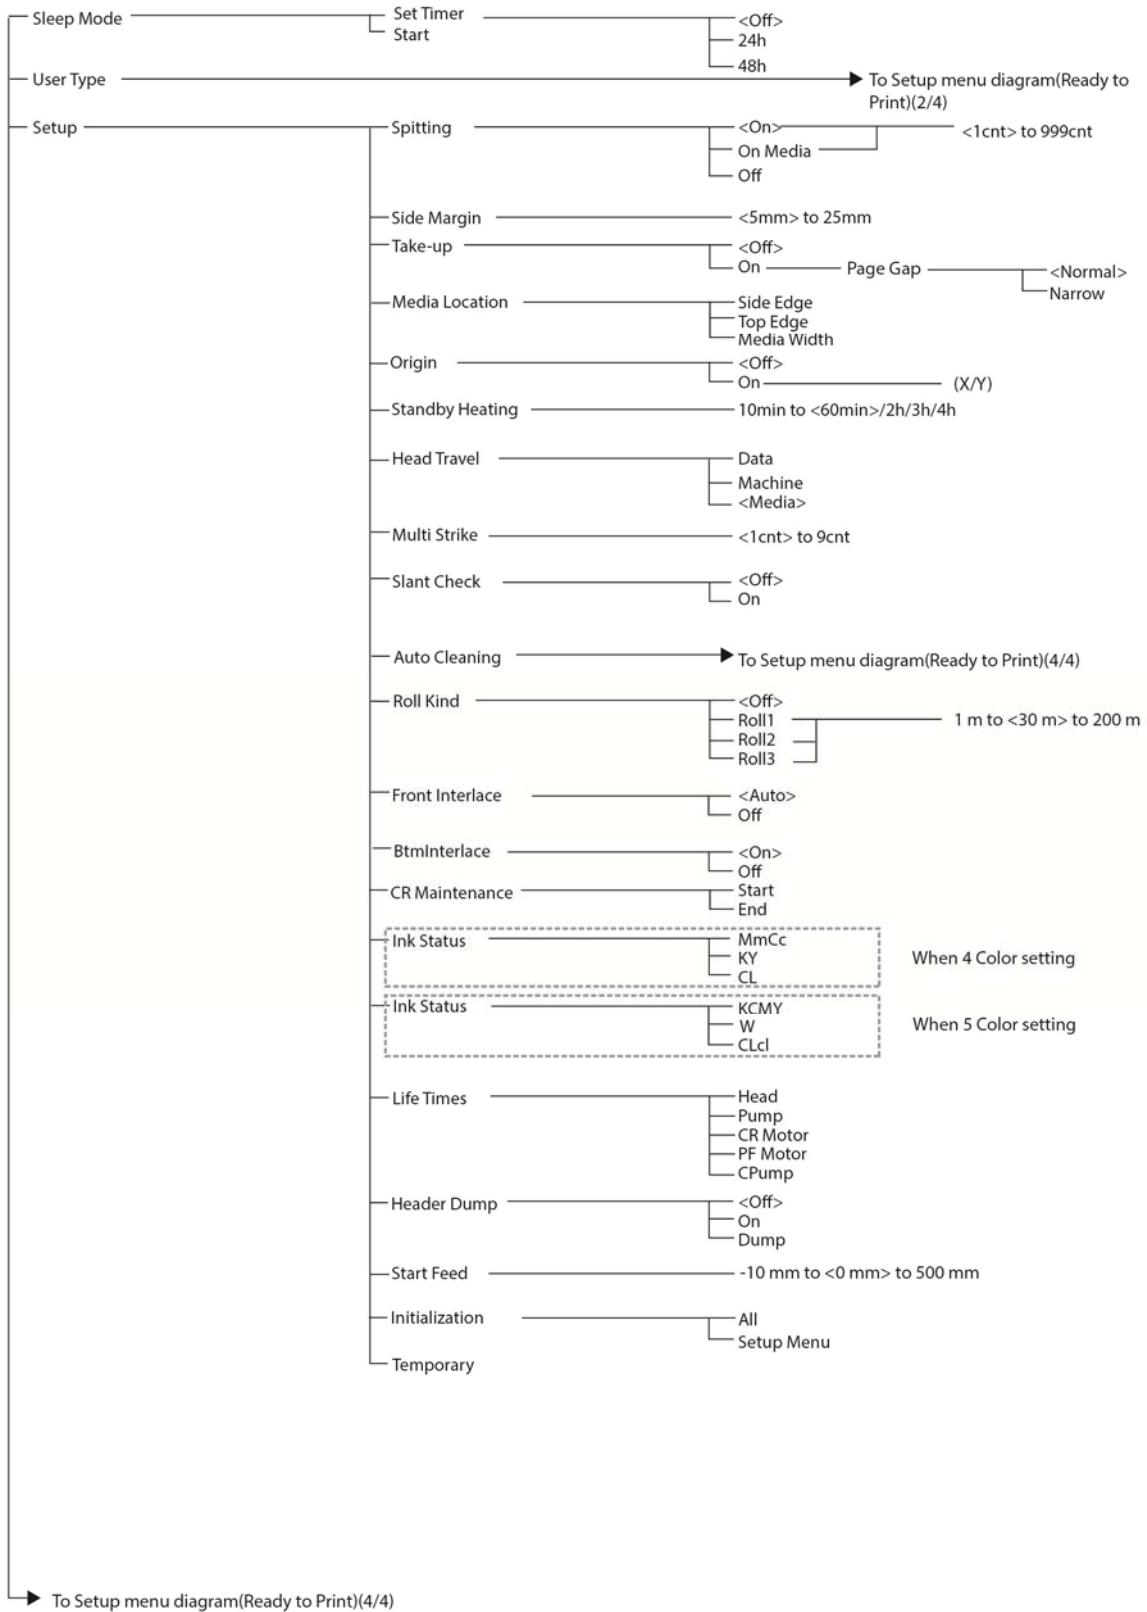 Sleep Mode Set Timer <Off>
Start 24h
48h
User Type To Setup menu diagram(Ready to
Print)(2/4)
Setup Spitting <On> <1cnt> to 999cnt
On Media
Off
Side Margin <5mm> to 25mm
Take-up <Off>
On Page Gap <Normal>
Narrow
Media Location Side Edge
Top Edge
Media Width
Origin <Off>
On (X/Y)
Standby Heating 10min to <60min>/2h/3h/4h
Head Travel Data
Machine
<Media>
Multi Strike <1cnt> to 9cnt
Slant Check <Off>
On
Auto Cleaning To Setup menu diagram(Ready to Print)(4/4)
Roll Kind <Off>
Roll1 1 m to <30 m> to 200 m
Roll2
Roll3
Front Interlace <Auto>
Off
BtmInterlace <On>
Off
CR Maintenance Start
End
Ink Status MmCc
KY When 4 Color setting
CL
Ink Status KCMY
W When 5 Color setting
CLcl
Life Times Head
Pump
CR Motor
PF Motor
CPump
Header Dump <Off>
On
Dump
Start Feed -10 mm to <0 mm> to 500 mm
Initialization All
Setup Menu
Temporary
To Setup menu diagram(Ready to Print)(4/4)